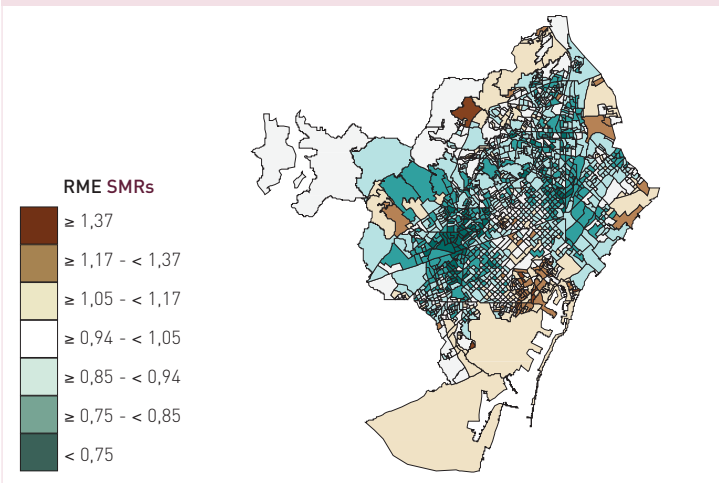 RME SMRs
≥ 1,37
≥ 1,17 - < 1,37
≥ 1,05 - < 1,17
≥ 0,94 - < 1,05
≥ 0,85 - < 0,94
≥ 0,75 - < 0,85
< 0,75